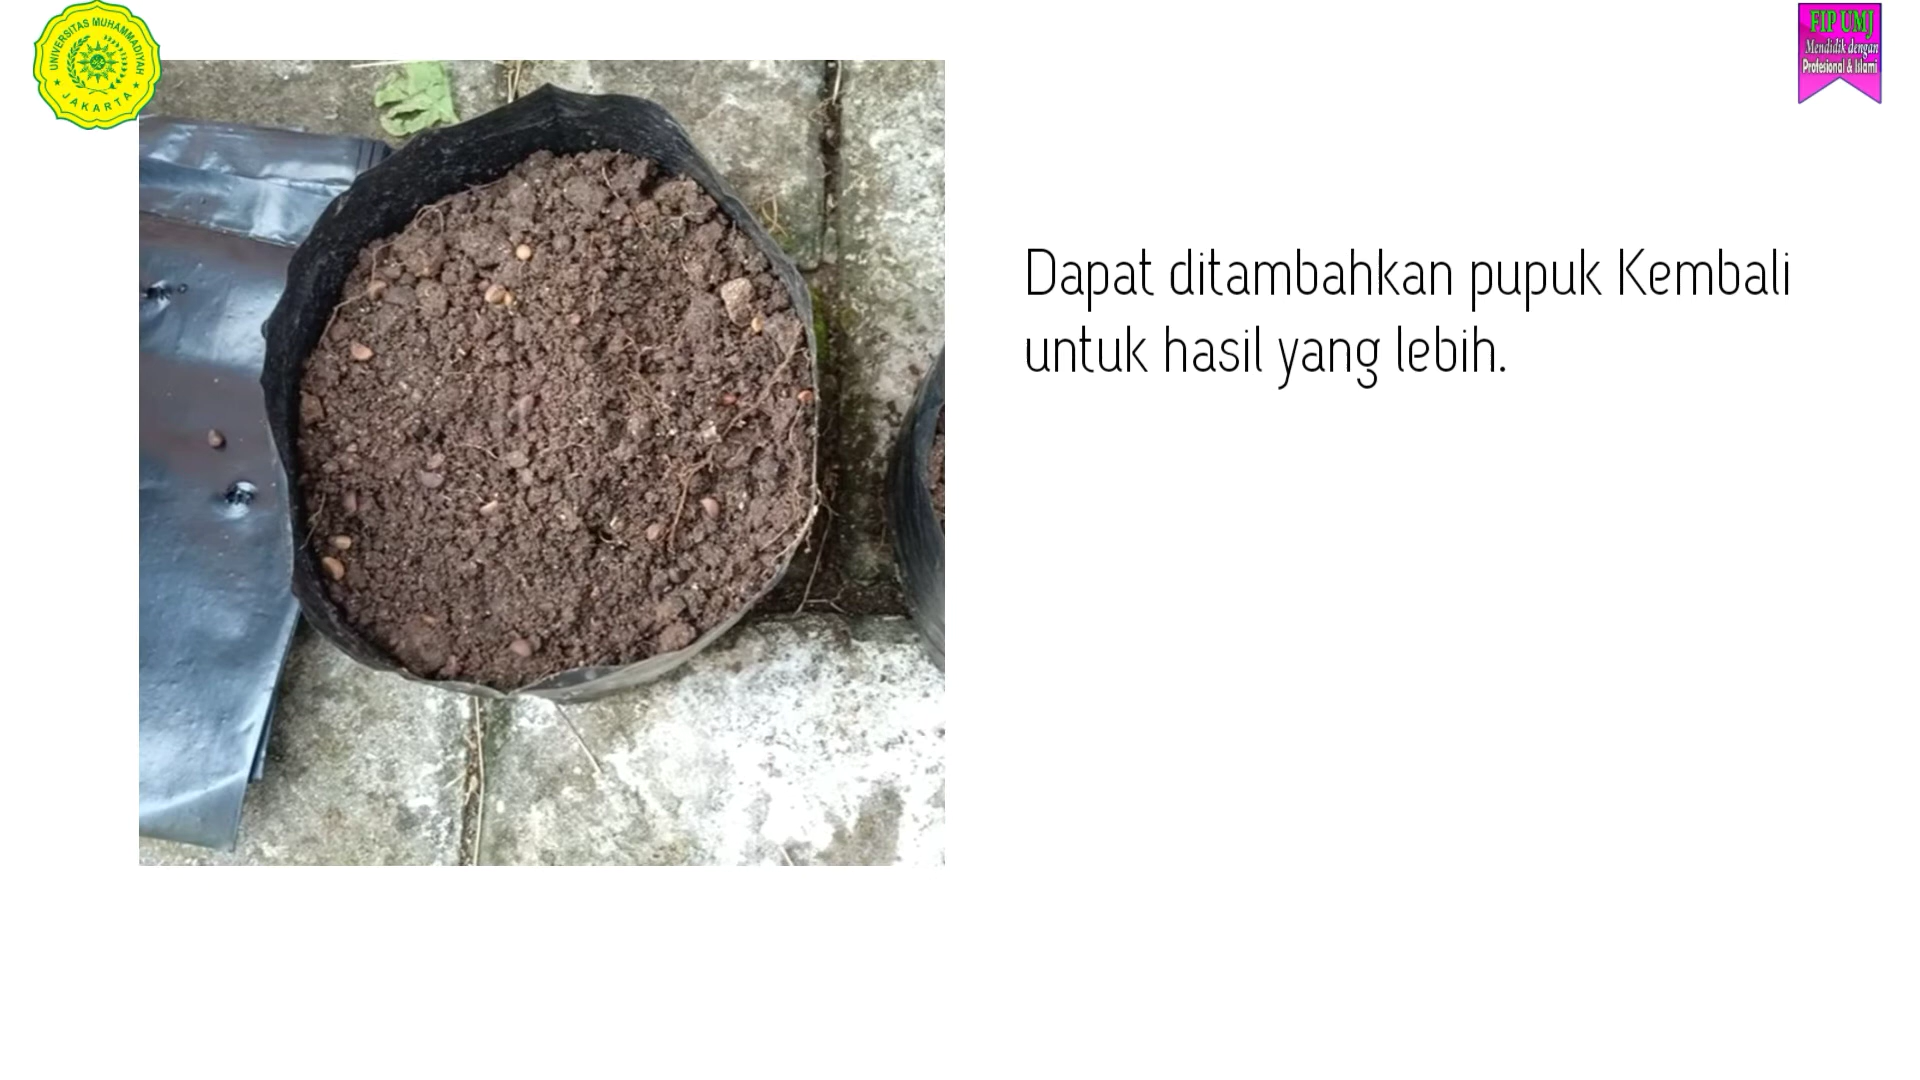 UNIVERSITAS MUHAMMADIYAH
JAKARTA
FIP UMJ
Mendidik dengan
Profesional & Islami
Dapat ditambahkan pupuk Kembali
untuk hasil yang lebih.